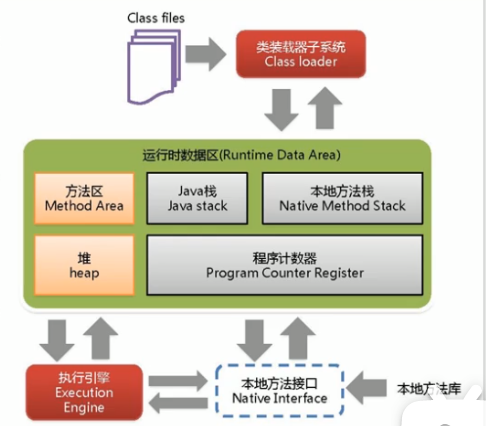 Class files
类装载器子系统
Class loader
运行时数据区(Runtime Data Area)
方法区
Method Area
Java栈
Java stack
本地方法栈
Native Method Stack
堆
heap
程序计数器
Program Counter Register
执行引擎
Execution
Engine
本地方法接口
Native Interface
本地方法库